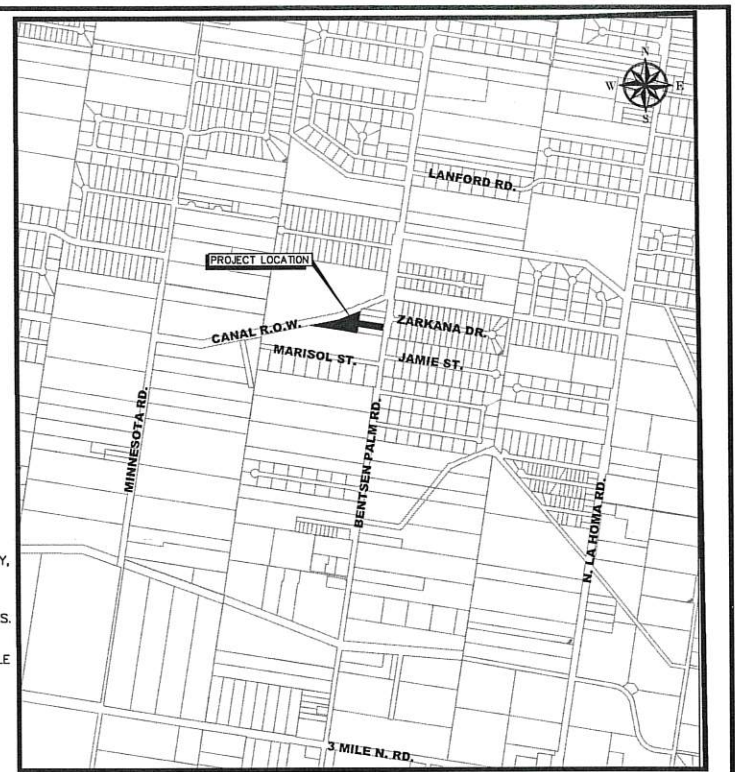 N
W E
S
LANFORD RD.
PROJECT LOCATION
ZARKANA DR.
CANAL R.O.W.
MARISOL ST.
JAMIE ST.
MINNESOTA RD.
BENTSEN PALM RD.
N. LA HOMA RD.
Y,
S.
LE
3 MILE N. RD.